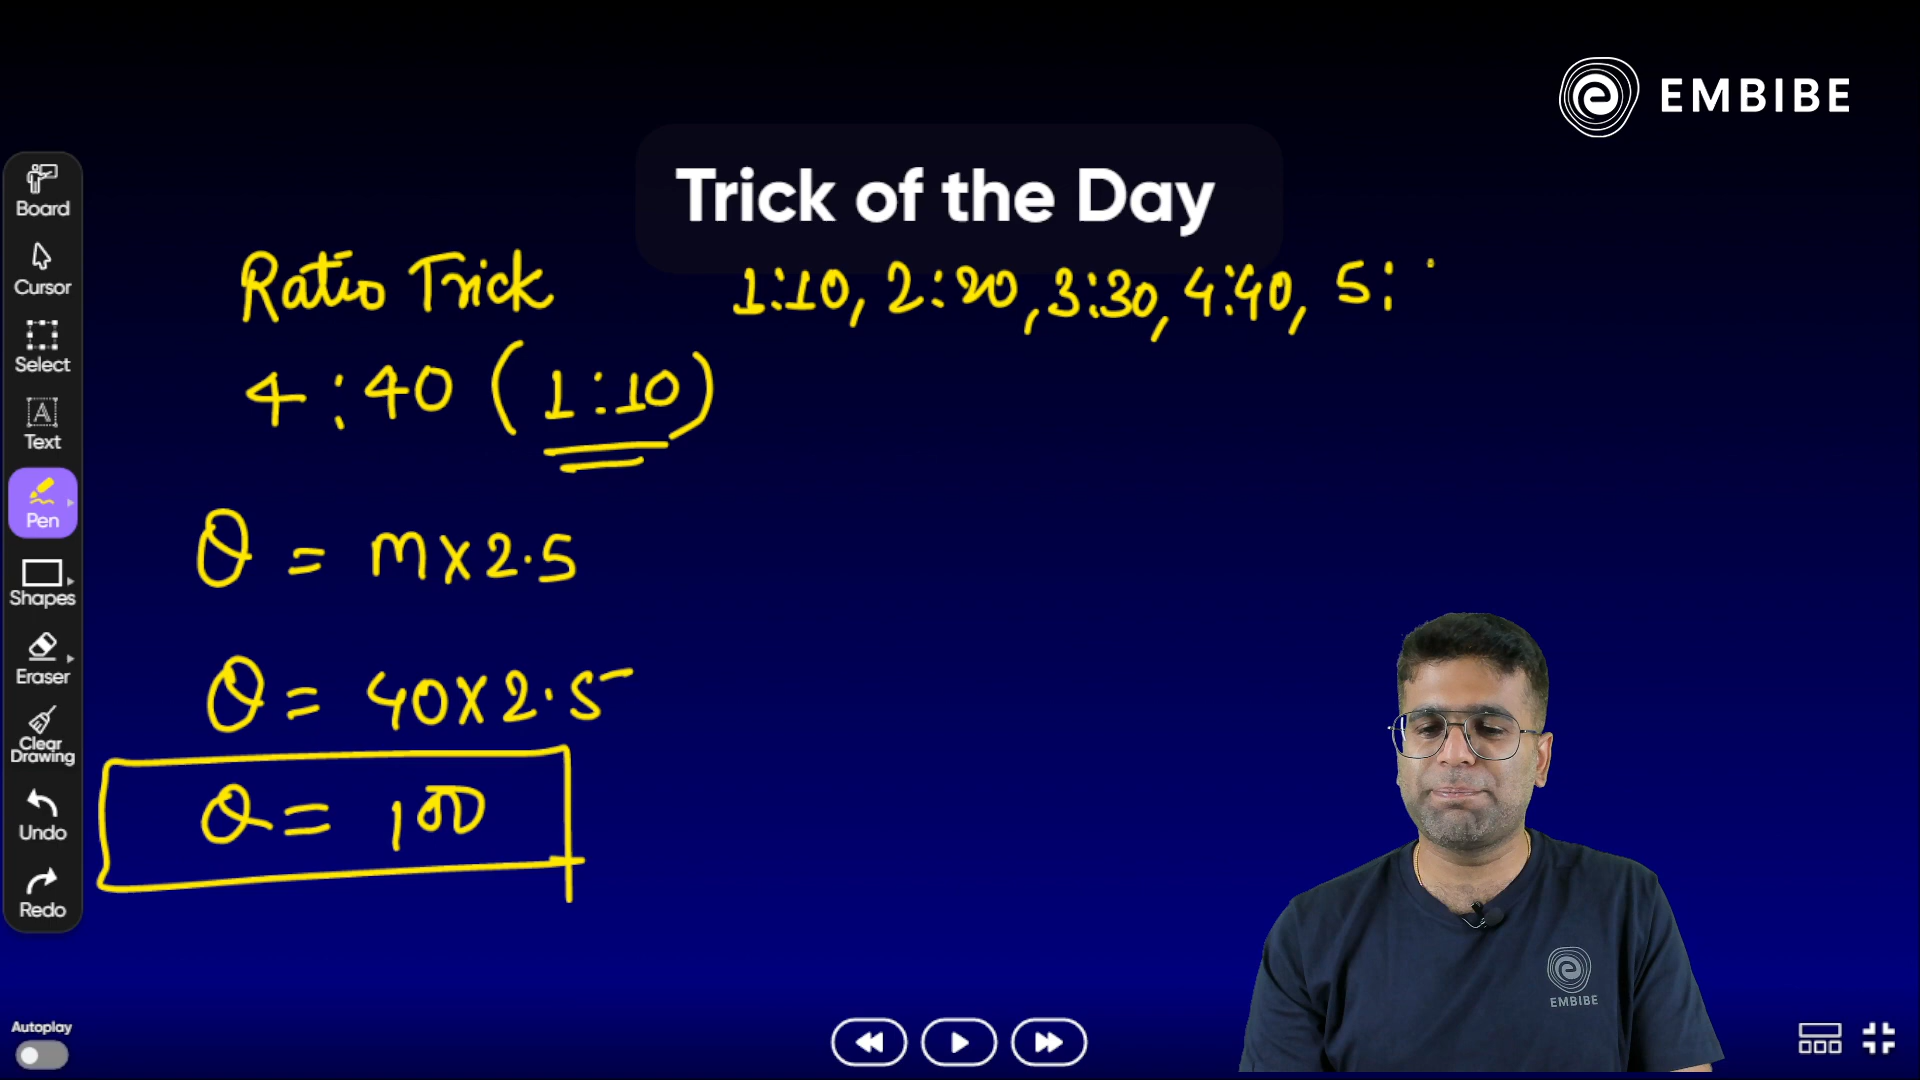 EMBIBE
Trick of the Day
Ratio Trick 1:10, 2:20, 3:30, 4:40, 5:
4:40 (1:10)
θ = m x 2.5
θ = 40 x 2.5
θ = 100
Board
Cursor
Select
Text
Pen
Shapes
Eraser
Clear
Drawing
Undo
Redo
Autoplay
EMBIBE